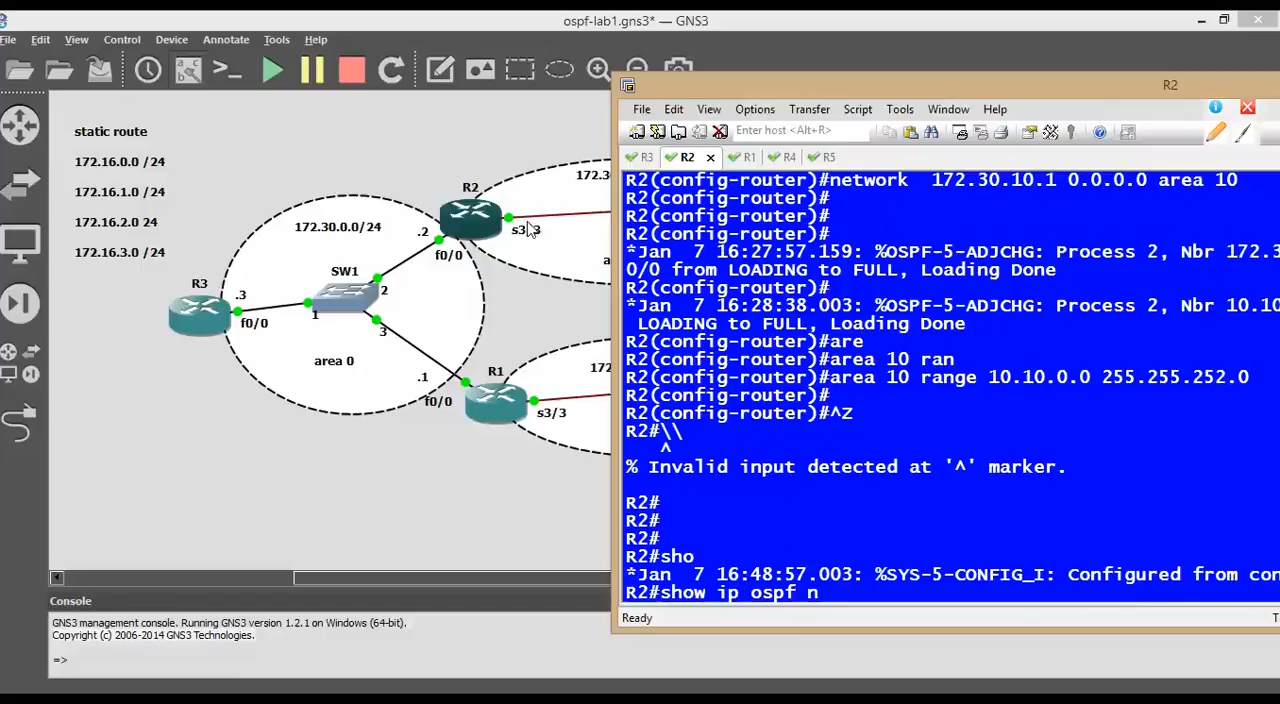 ospf-lab1.gns3* — GNS3
File Edit View Control Device Annotate Tools Help
static route
172.16.0.0 /24
172.16.1.0 /24
172.16.2.0 24
172.16.3.0 /24
172.30.0.0/24
R2
172.3
.2
s3/3
f0/0
SW1
2
R3
.3
f0/0
1
3
area 0
R1
172
.1
f0/0
s3/3
a
R2
File Edit View Options Transfer Script Tools Window Help
Enter host <Alt+R>
R3 R2 R1 R4 R5
R2(config-router)#network  172.30.10.1 0.0.0.0 area 10
R2(config-router)#
R2(config-router)#
R2(config-router)#
*Jan  7 16:27:57.159: %OSPF-5-ADJCHG: Process 2, Nbr 172.3
0/0 from LOADING to FULL, Loading Done
R2(config-router)#
*Jan  7 16:28:38.003: %OSPF-5-ADJCHG: Process 2, Nbr 10.10
 LOADING to FULL, Loading Done
R2(config-router)#are
R2(config-router)#area 10 ran
R2(config-router)#area 10 range 10.10.0.0 255.255.252.0
R2(config-router)#
R2(config-router)#^Z
R2#\\
^
% Invalid input detected at '^' marker.
R2#
R2#
R2#
R2#sho
*Jan  7 16:48:57.003: %SYS-5-CONFIG_I: Configured from con
R2#show ip ospf n
Ready
T
Console
GNS3 management console. Running GNS3 version 1.2.1 on Windows (64-bit).
Copyright (c) 2006-2014 GNS3 Technologies.
=>